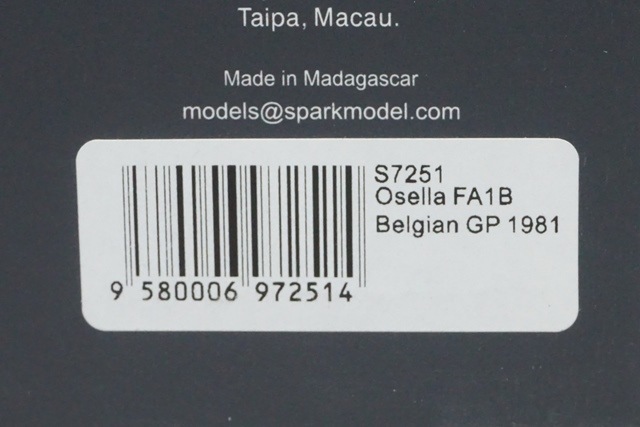 Taipa, Macau.
Made in Madagascar
models@sparkmodel.com
S7251
Osella FA1B
Belgian GP 1981
9 580006 972514